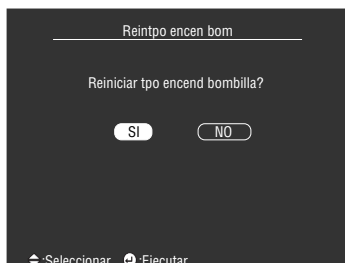 Reintpo encen bom
Reiniciar tpo encend bombilla?
SI NO
:Seleccionar :Ejecutar